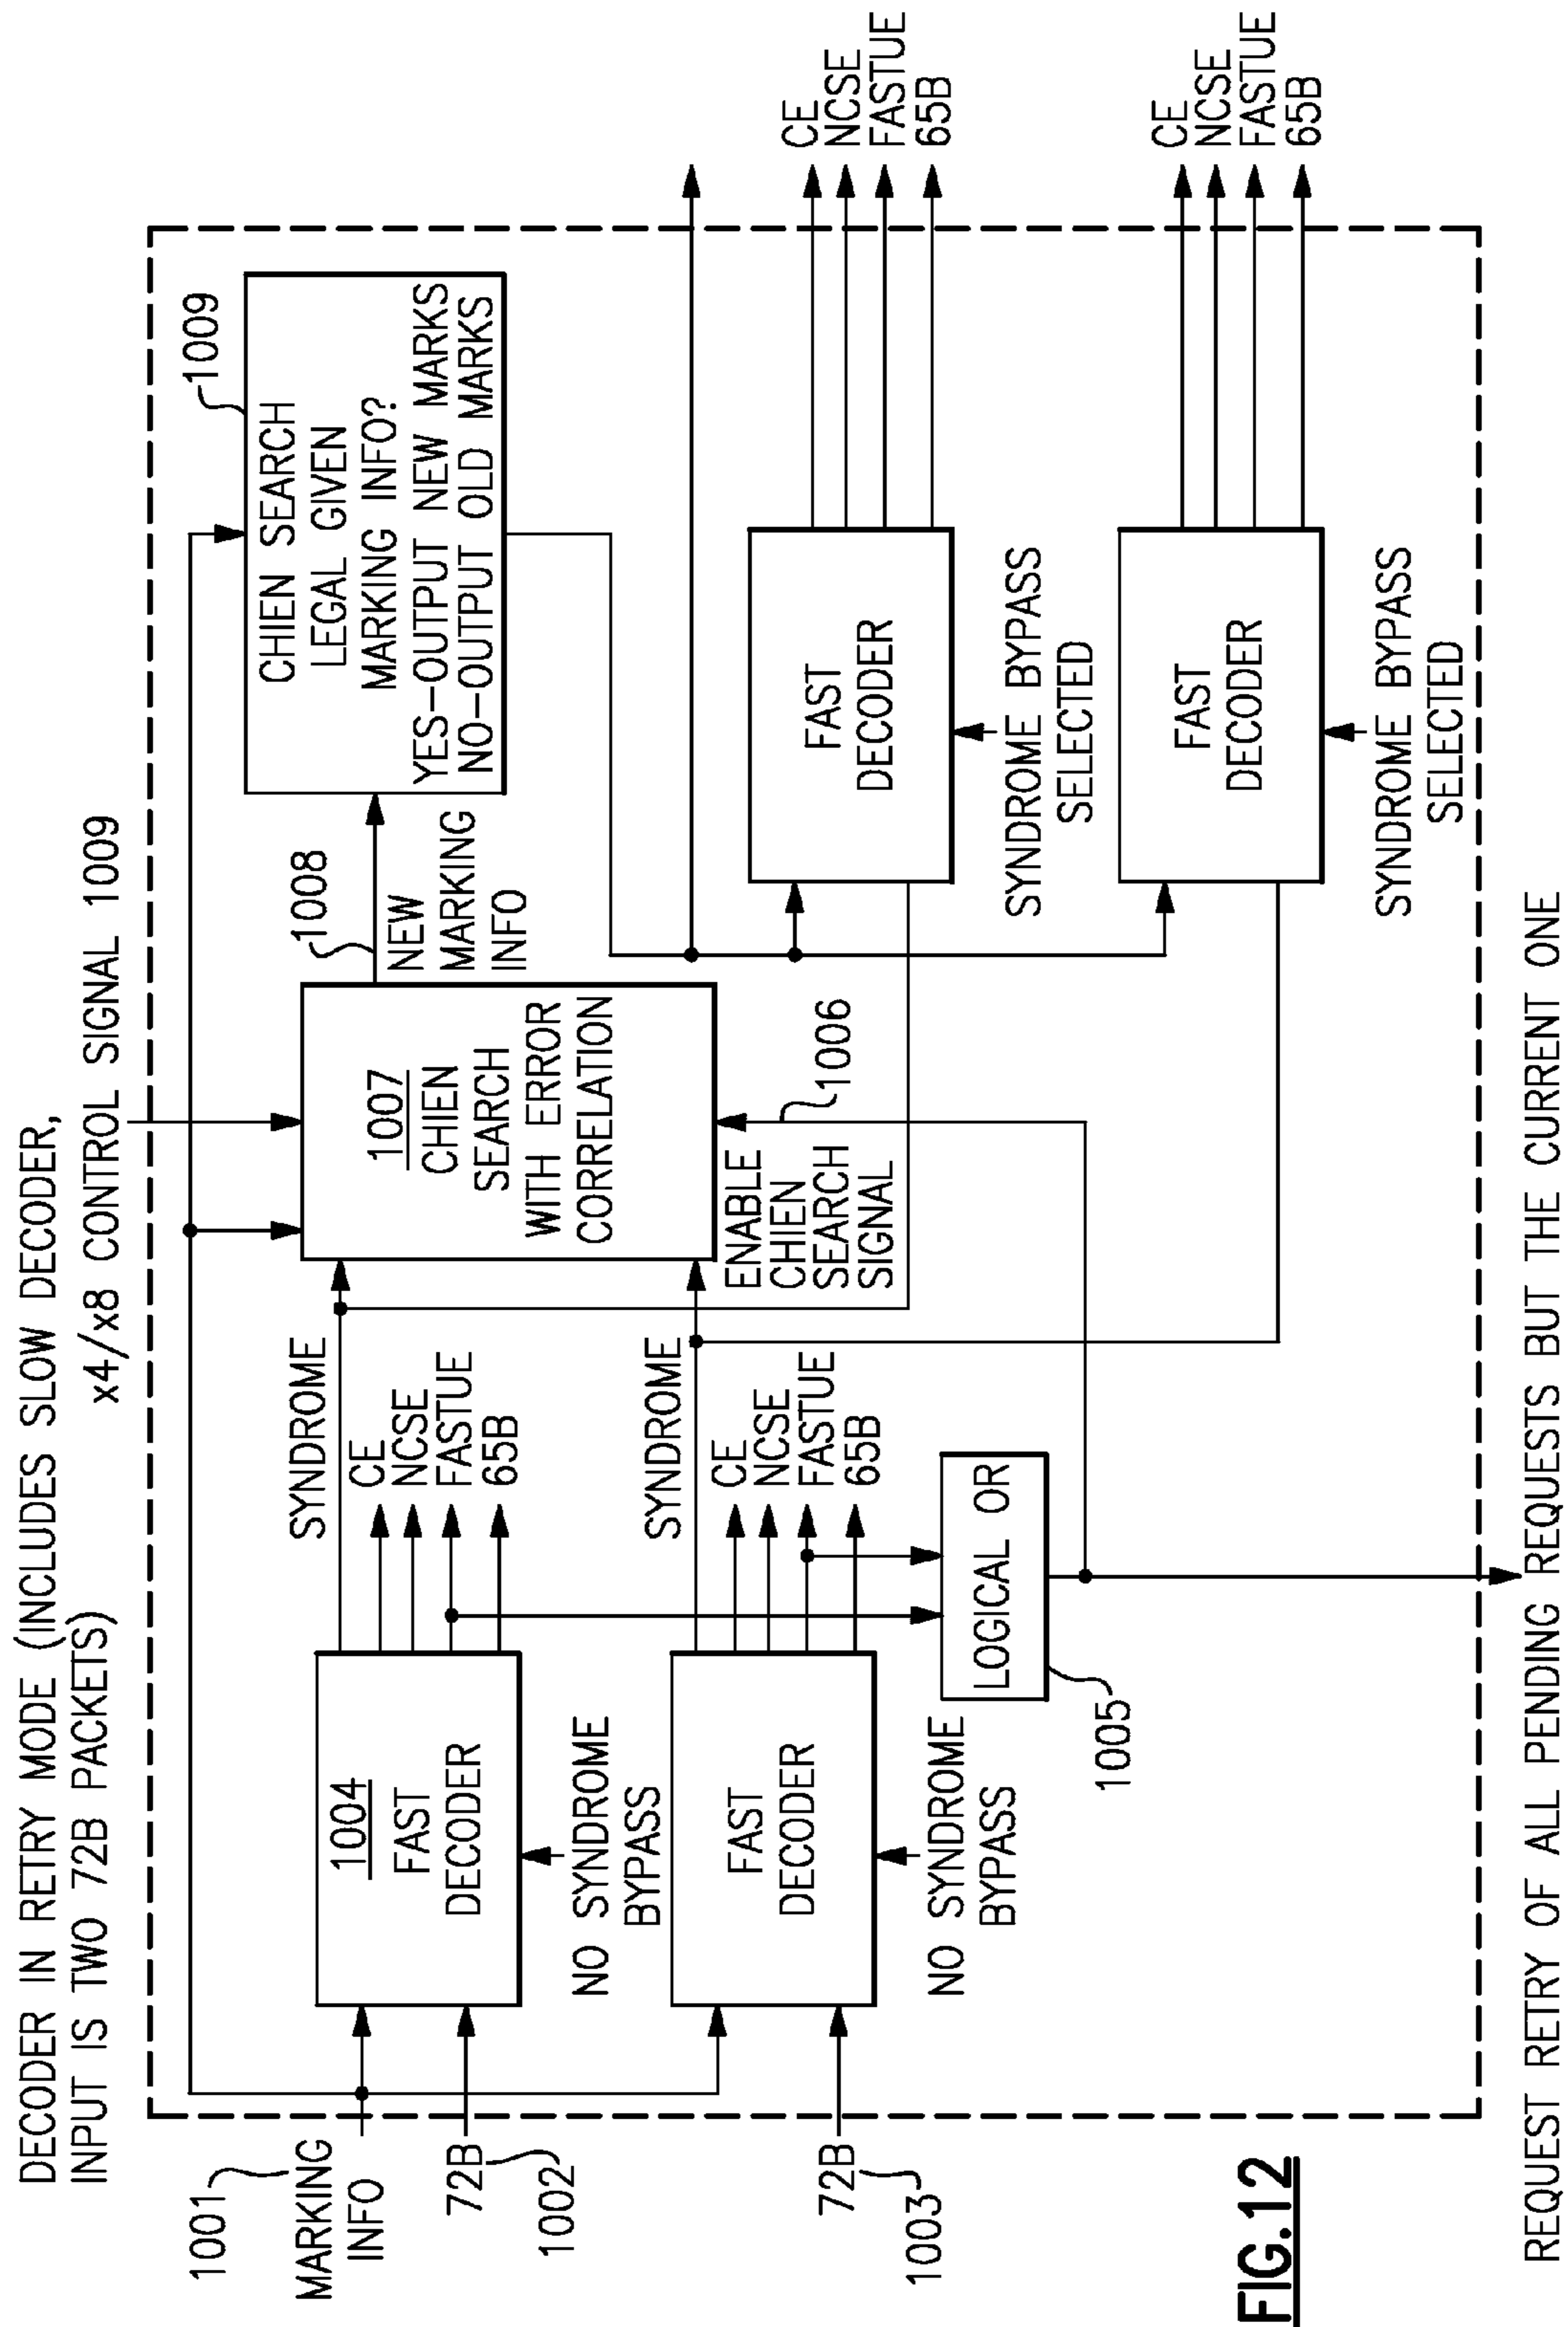 DECODER IN RETRY MODE (INCLUDES SLOW DECODER,
INPUT IS TWO 72B PACKETS)
x4/x8 CONTROL SIGNAL 1009
1001
MARKING
INFO
72B
1002
72B
1003
1004
FAST
DECODER
NO SYNDROME
BYPASS
FAST
DECODER
NO SYNDROME
BYPASS
SYNDROME
CE
NCSE
FASTUE
65B
SYNDROME
CE
NCSE
FASTUE
65B
LOGICAL OR
1005
1007
CHIEN
SEARCH
WITH ERROR
CORRELATION
ENABLE
CHIEN
SEARCH
SIGNAL
1006
1008
NEW
MARKING
INFO
1009
CHIEN SEARCH
LEGAL GIVEN
MARKING INFO?
YES-OUTPUT NEW MARKS
NO-OUTPUT OLD MARKS
FAST
DECODER
SYNDROME BYPASS
SELECTED
FAST
DECODER
SYNDROME BYPASS
SELECTED
CE
NCSE
FASTUE
65B
CE
NCSE
FASTUE
65B
REQUEST RETRY OF ALL PENDING REQUESTS BUT THE CURRENT ONE
FIG.12